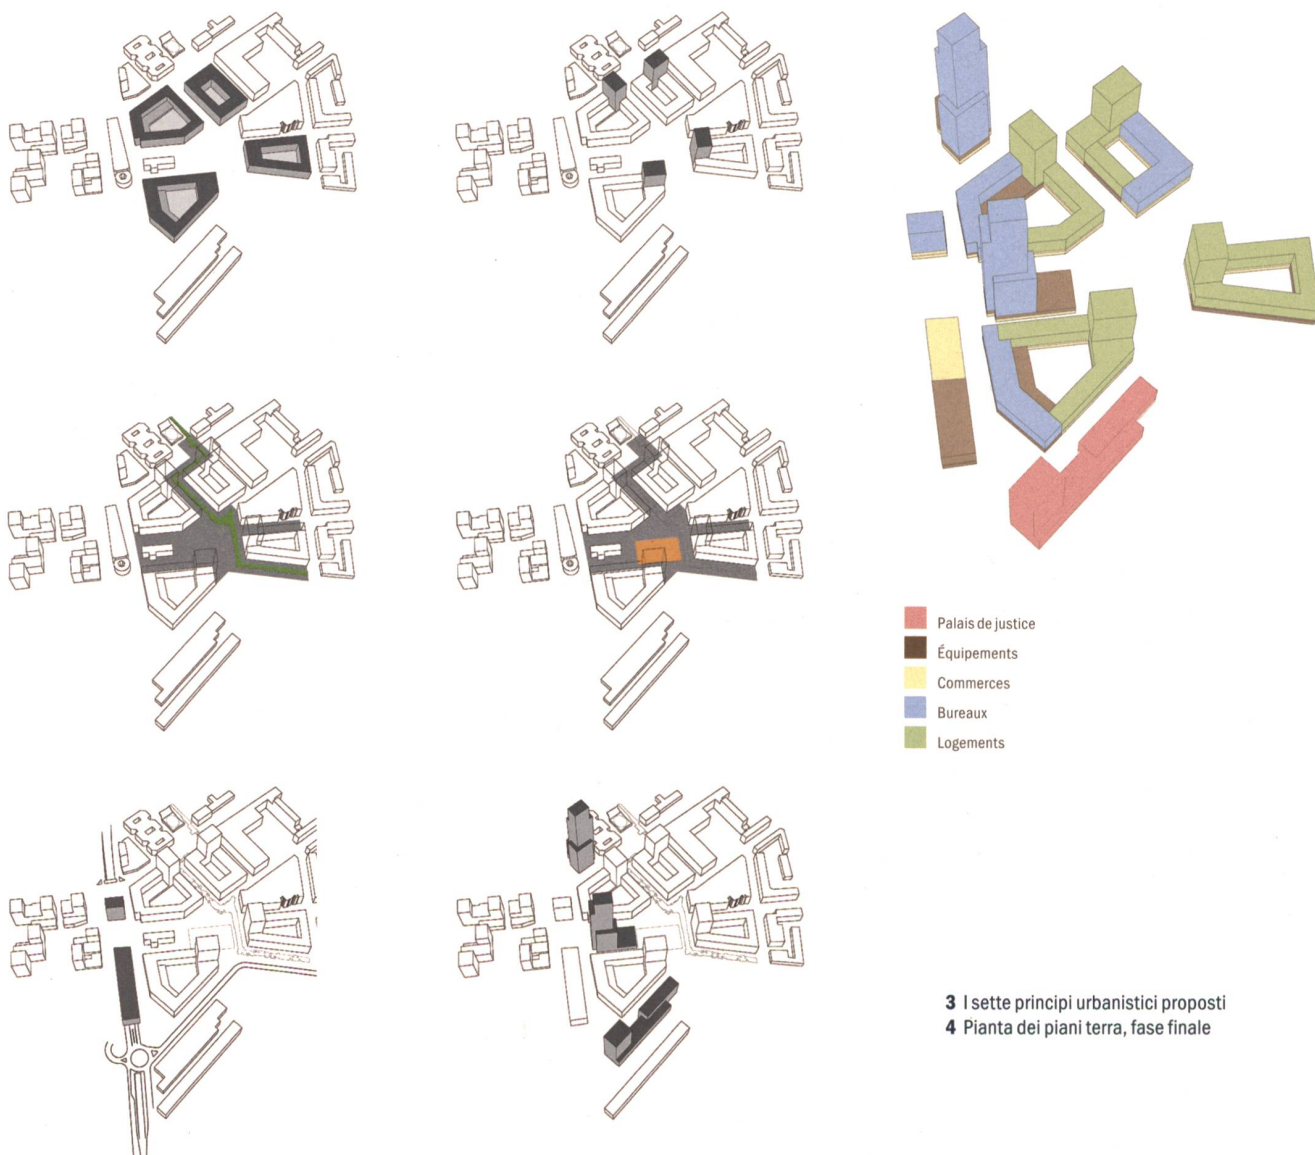 Palais de justice
Équipements
Commerces
Bureaux
Logements
3 I sette principi urbanistici proposti
4 Pianta dei piani terra, fase finale